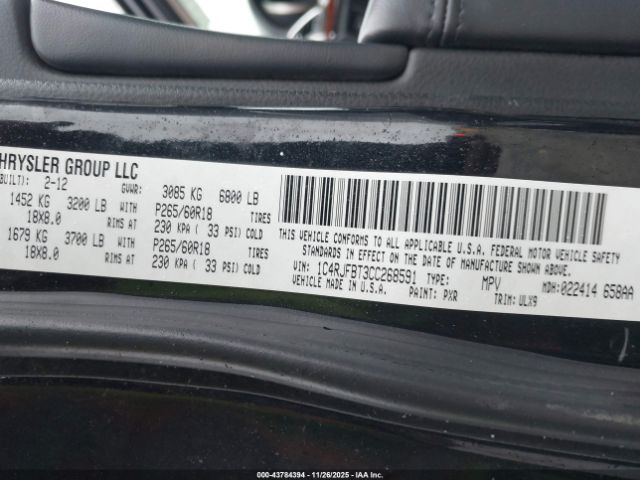 HRYSLER GROUP LLC
BUILT): 2-12 GVWR: 3085 KG 6800 LB
1452 KG 3200 LB WITH P265/60R18 TIRES
18X8.0 RIMS AT 230 KPA ( 33 PSI) COLD
1679 KG 3700 LB WITH P265/60R18 TIRES
18X8.0 RIMS AT 230 KPA ( 33 PSI) COLD
THIS VEHICLE CONFORMS TO ALL APPLICABLE U.S.A. FEDERAL MOTOR VEHICLE SAFETY
STANDARDS IN EFFECT ON THE DATE OF MANUFACTURE SHOWN ABOVE.
VIN: 1C4RJFBT3CC268591 TYPE: MPV MDH: 022414 658AA
VEHICLE MADE IN U.S.A. PAINT: PXR TRIM: ULX9
000-43784394 | 11/26/2025 | IAAI.COM